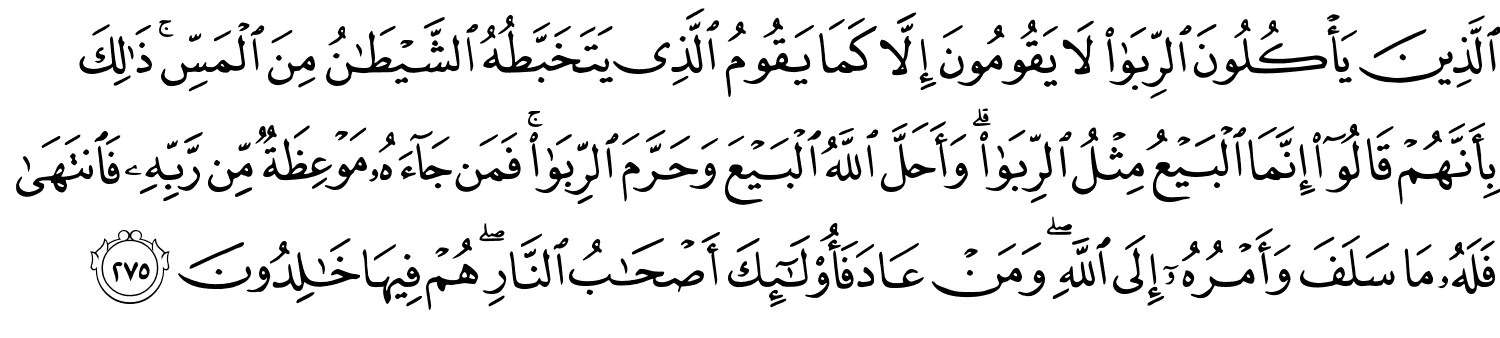 ٱلَّذِينَ يَأْكُلُونَ ٱلرِّبَوٰا۟ لَا يَقُومُونَ إِلَّا كَمَا يَقُومُ ٱلَّذِى يَتَخَبَّطُهُ ٱلشَّيْطَـٰنُ مِنَ ٱلْمَسِّ ۚ ذَٰلِكَ
بِأَنَّهُمْ قَالُوٓا۟ إِنَّمَا ٱلْبَيْعُ مِثْلُ ٱلرِّبَوٰا۟ ۗ وَأَحَلَّ ٱللَّهُ ٱلْبَيْعَ وَحَرَّمَ ٱلرِّبَوٰا۟ ۚ فَمَن جَآءَهُۥ مَوْعِظَةٌ مِّن رَّبِّهِۦ فَٱنتَهَىٰ
فَلَهُۥ مَا سَلَفَ وَأَمْرُهُۥٓ إِلَى ٱللَّهِ ۖ وَمَنْ عَادَ فَأُو۟لَـٰٓئِكَ أَصْحَـٰبُ ٱلنَّارِ ۖ هُمْ فِيهَا خَـٰلِدُونَ ٢٧٥